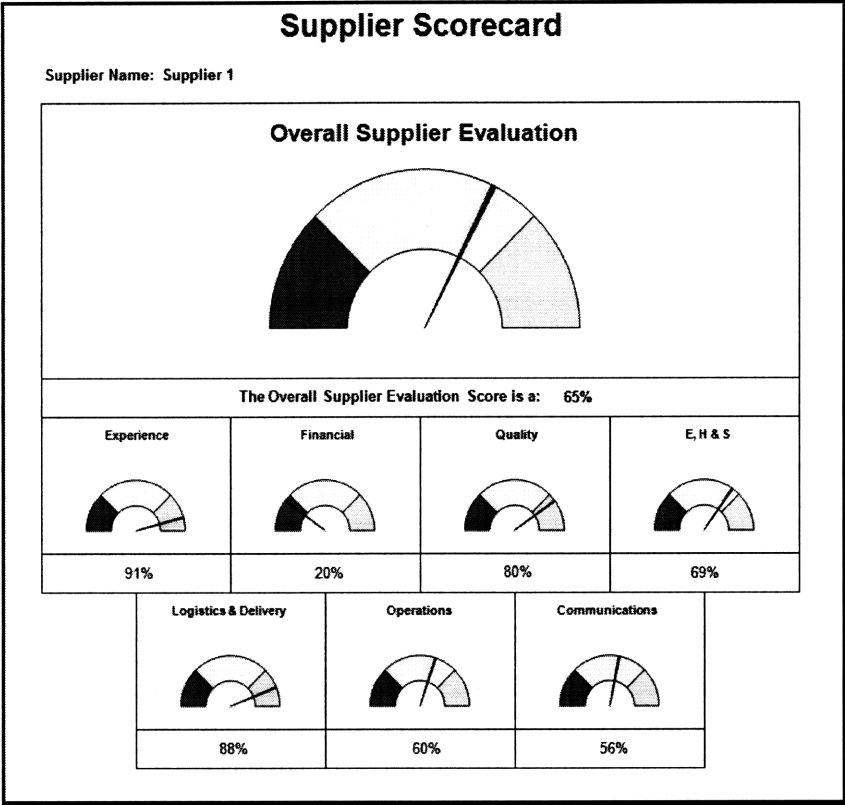 Supplier Scorecard
Supplier Name: Supplier 1
Overall Supplier Evaluation
The Overall Supplier Evaluation Score is a: 65%
Experience Financial Quality E, H & S
91% 20% 80% 69%
Logistics & Delivery Operations Communications
88% 60% 56%